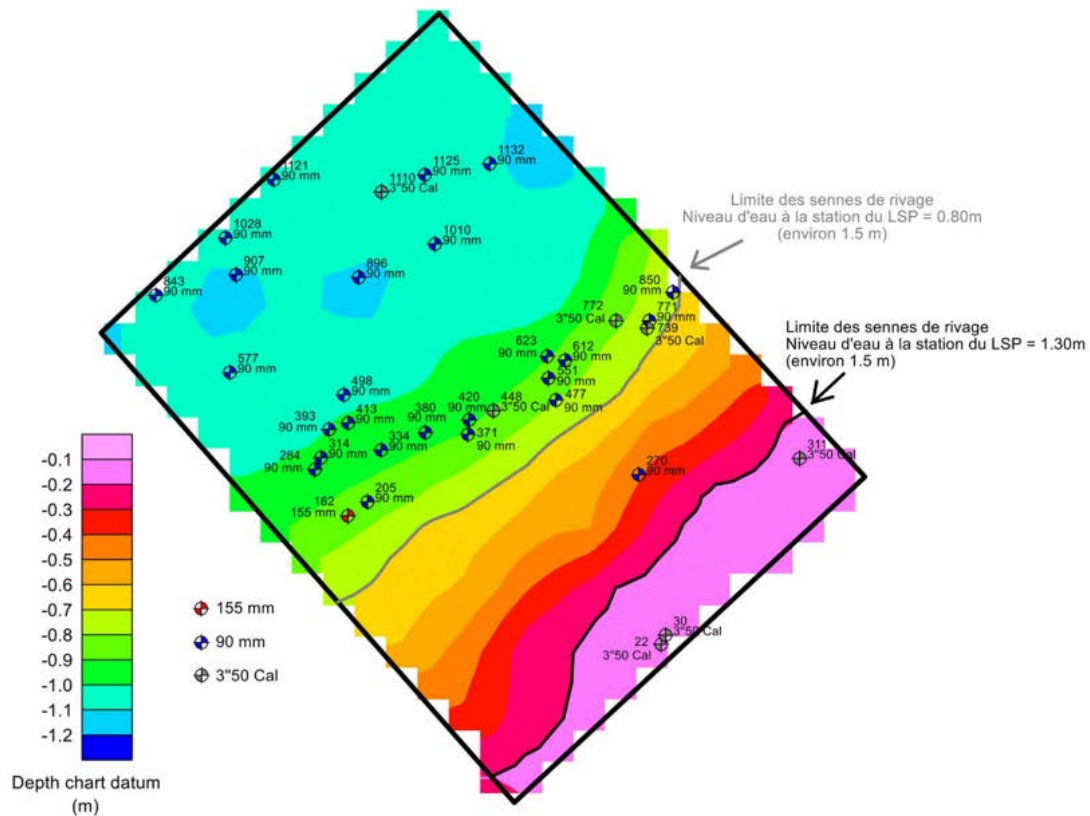 1132
90 mm
1125
90 mm
1110
3"50 Cal
1121
90 mm
1028
90 mm
1010
90 mm
907
90 mm
896
90 mm
843
90 mm
Limite des sennes de rivage
Niveau d'eau à la station du LSP = 0.80m
(environ 1.5 m)
850
90 mm
772
3"50 Cal
771
90 mm
739
3"50 Cal
Limite des sennes de rivage
Niveau d'eau à la station du LSP = 1.30m
(environ 1.5 m)
623
90 mm
612
90 mm
577
90 mm
551
90 mm
498
90 mm
477
90 mm
448
3"50 Cal
420
90 mm
413
90 mm
393
90 mm
380
90 mm
371
90 mm
334
90 mm
314
90 mm
284
90 mm
311
3"50 Cal
270
90 mm
205
90 mm
182
155 mm
30
3"50 Cal
22
3"50 Cal
155 mm
90 mm
3"50 Cal
-0.1
-0.2
-0.3
-0.4
-0.5
-0.6
-0.7
-0.8
-0.9
-1.0
-1.1
-1.2
Depth chart datum
(m)